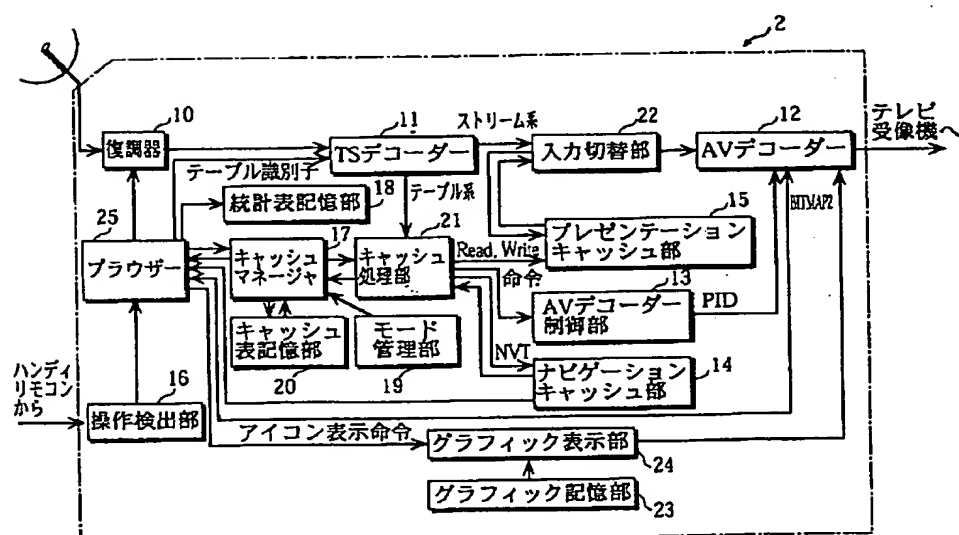 2
10
復調器
11
TSデコーダー
ストリーム系
22
入力切替部
12
AVデコーダー
テレビ
受像機へ
テーブル識別子
18
統計表記憶部
テーブル系
BITMAP2
25
ブラウザー
17
キャッシュ
マネージャ
21
キャッシュ
処理部
Read, Write
命令
15
プレゼンテーション
キャッシュ部
13
AVデコーダー
制御部
PID
キャッシュ
表記憶部
20
モード
管理部
19
NVT
ナビゲーション
キャッシュ部
14
ハンディ
リモコン
から
16
操作検出部
アイコン表示命令
グラフィック表示部
24
グラフィック記憶部
23